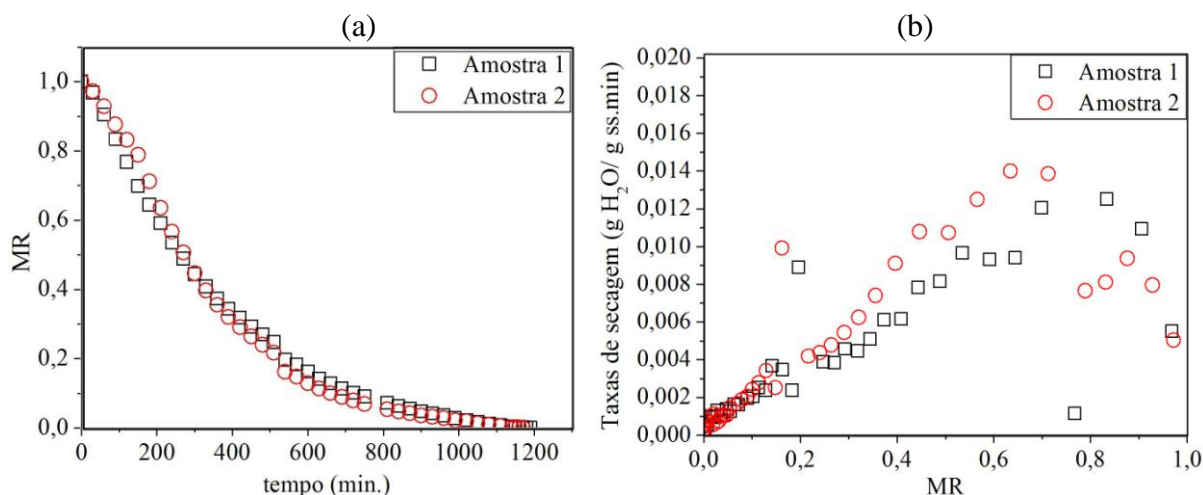 (a)
MR
1,0
0,8
0,6
0,4
0,2
0,0
0 200 400 600 800 1000 1200
tempo (min.)
Amostra 1
Amostra 2
(b)
Taxas de secagem (g H₂O/ g ss.min)
0,020
0,018
0,016
0,014
0,012
0,010
0,008
0,006
0,004
0,002
0,000
0,0 0,2 0,4 0,6 0,8 1,0
MR
Amostra 1
Amostra 2